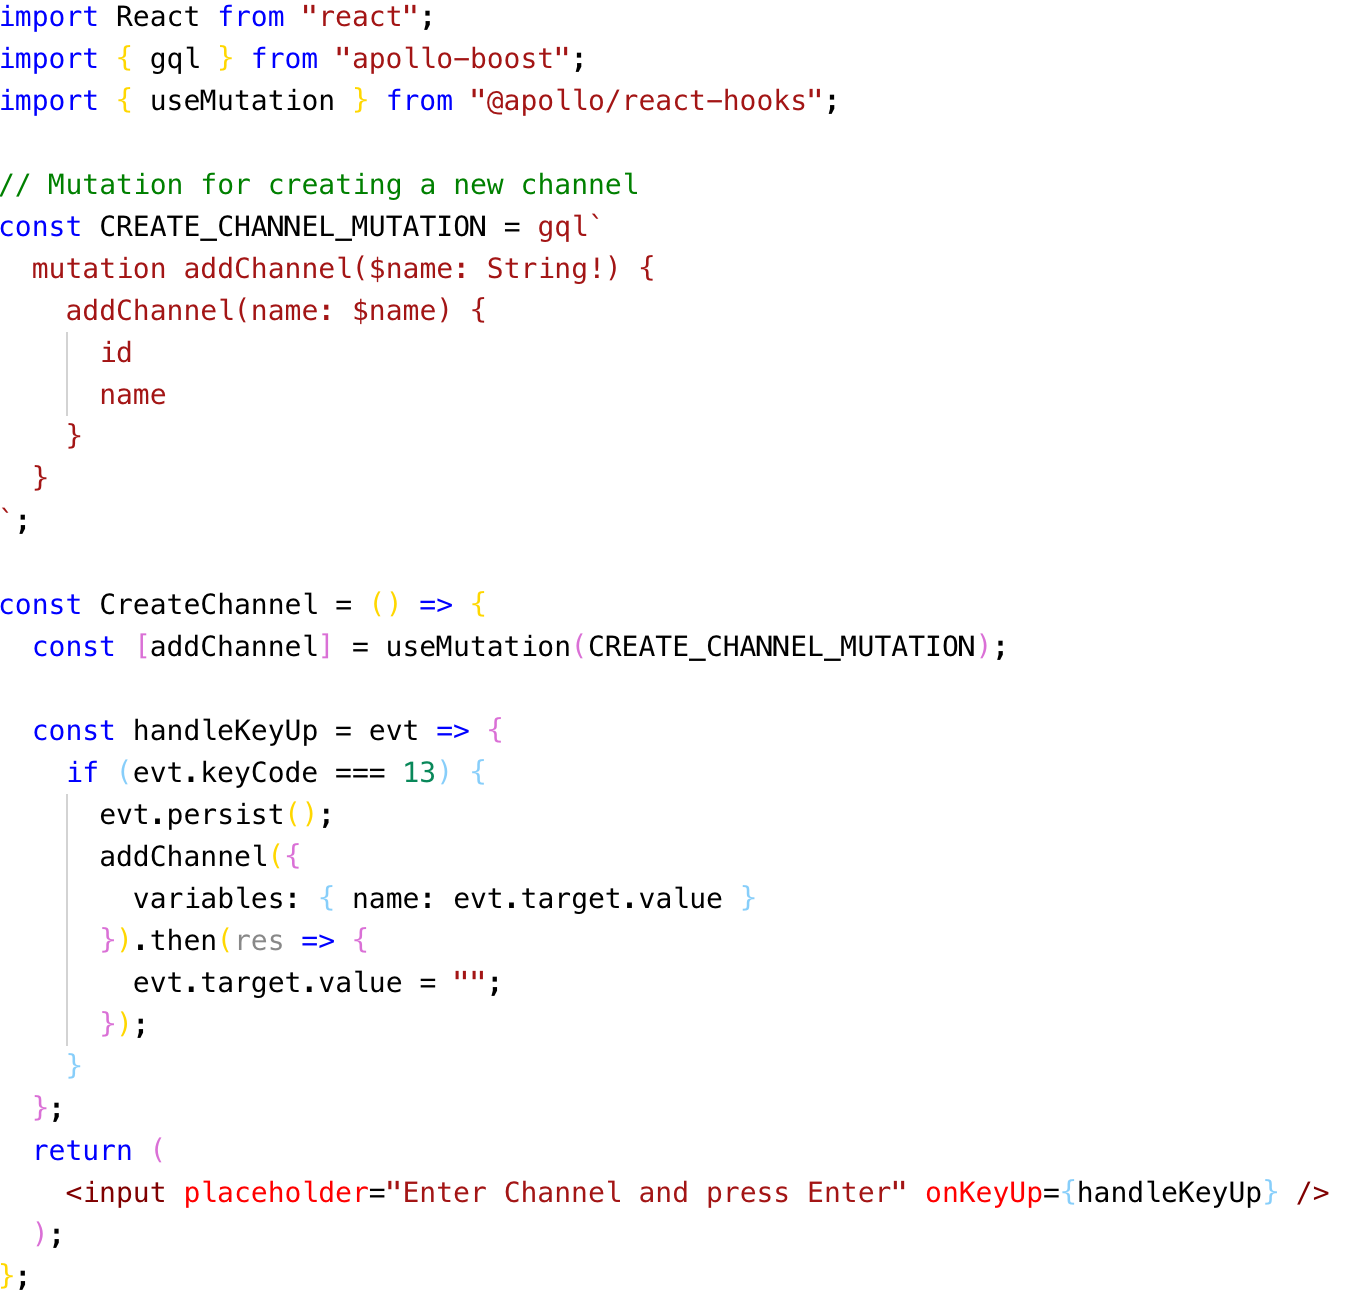 import React from "react";
import { gql } from "apollo-boost";
import { useMutation } from "@apollo/react-hooks";

// Mutation for creating a new channel
const CREATE_CHANNEL_MUTATION = gql`
  mutation addChannel($name: String!) {
    addChannel(name: $name) {
      id
      name
    }
  }
`;

const CreateChannel = () => {
  const [addChannel] = useMutation(CREATE_CHANNEL_MUTATION);

  const handleKeyUp = evt => {
    if (evt.keyCode === 13) {
      evt.persist();
      addChannel({
        variables: { name: evt.target.value }
      }).then(res => {
        evt.target.value = "";
      });
    }
  };
  return (
    <input placeholder="Enter Channel and press Enter" onKeyUp={handleKeyUp} />
  );
};